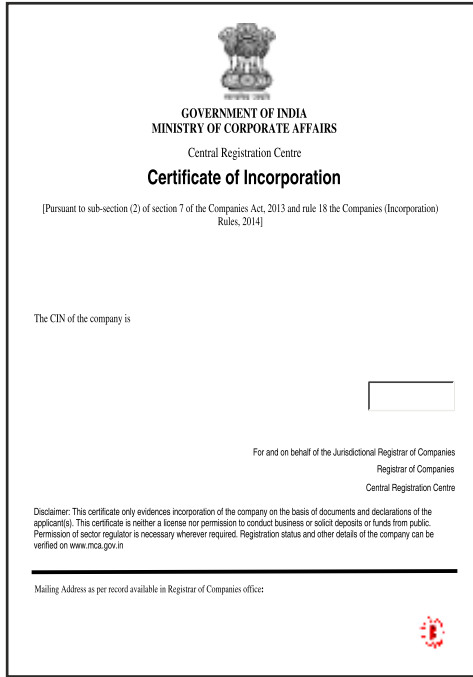 GOVERNMENT OF INDIA
MINISTRY OF CORPORATE AFFAIRS
Central Registration Centre
Certificate of Incorporation
[Pursuant to sub-section (2) of section 7 of the Companies Act, 2013 and rule 18 the Companies (Incorporation)
Rules, 2014]
The CIN of the company is
For and on behalf of the Jurisdictional Registrar of Companies
Registrar of Companies
Central Registration Centre
Disclaimer: This certificate only evidences incorporation of the company on the basis of documents and declarations of the
applicant(s). This certificate is neither a license nor permission to conduct business or solicit deposits or funds from public.
Permission of sector regulator is necessary wherever required. Registration status and other details of the company can be
verified on www.mca.gov.in
Mailing Address as per record available in Registrar of Companies office: